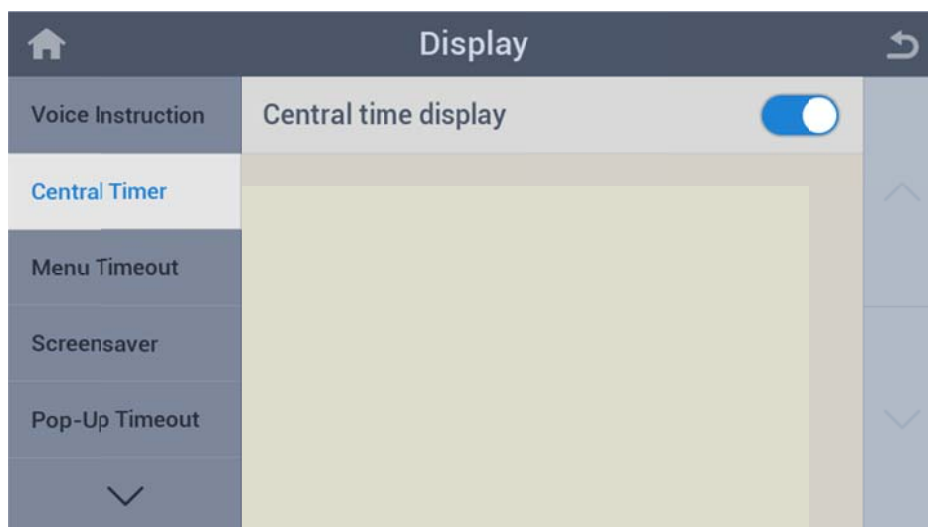 Display
Voice Instruction
Central time display
Central Timer
Menu Timeout
Screensaver
Pop-Up Timeout